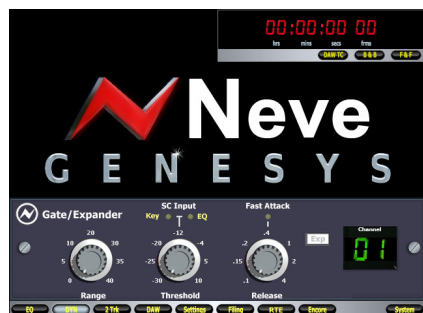 00:00:00 00
hrs mins secs frms
DAW TC B & B F & F
Neve
GENESYS
Gate/Expander SC Input Fast Attack
Key EQ Channel
20 -12 .4 Exp 01
10 30 -20 -4 .2 1
5 35 -25 5 .15 2
0 40 -30 10 .1 4
Range Threshold Release
EQ DYN 2 Trk DAW Settings Filing RTE Encore System